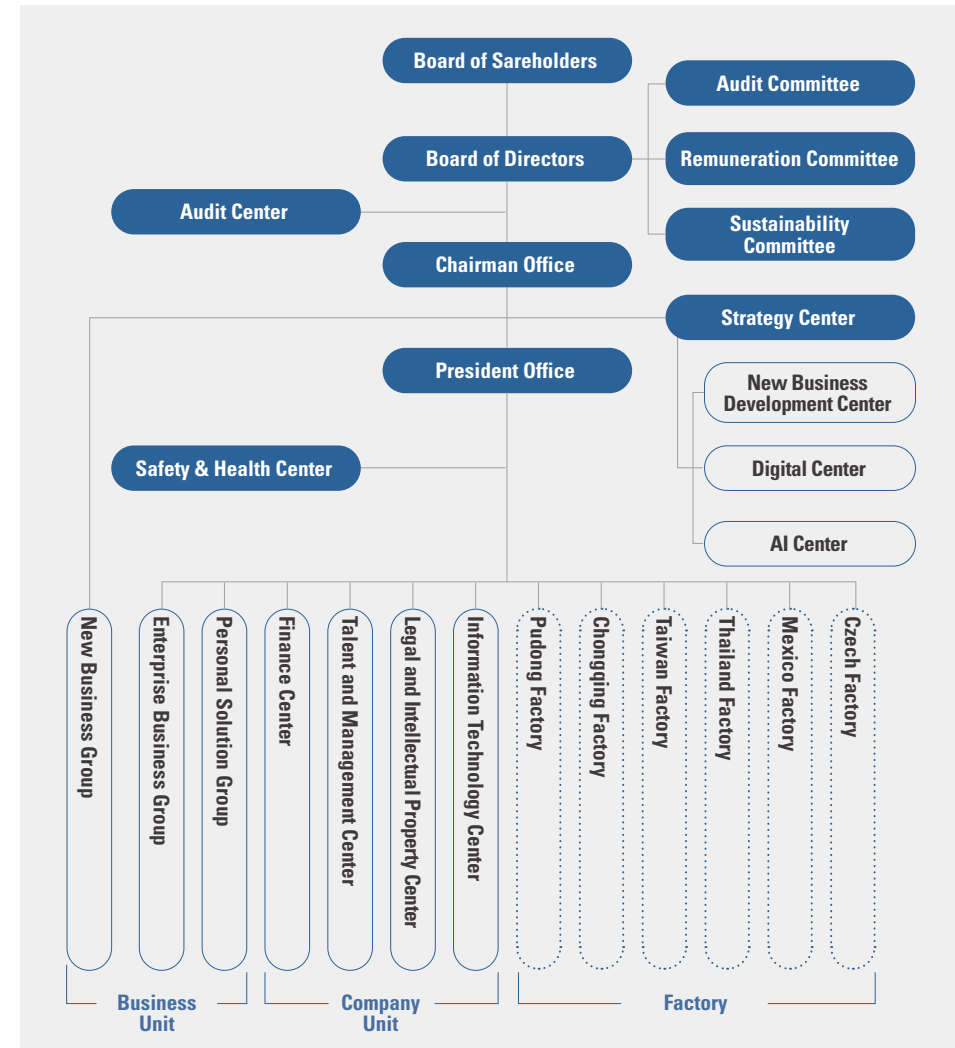 Board of Sareholders
Audit Committee
Board of Directors
Remuneration Committee
Audit Center
Sustainability
Committee
Chairman Office
Strategy Center
President Office
New Business
Development Center
Safety & Health Center
Digital Center
AI Center
New Business Group
Enterprise Business Group
Personal Solution Group
Finance Center
Talent and Management Center
Legal and Intellectual Property Center
Information Technology Center
Pudong Factory
Chongqing Factory
Taiwan Factory
Thailand Factory
Mexico Factory
Czech Factory
Business
Unit
Company
Unit
Factory